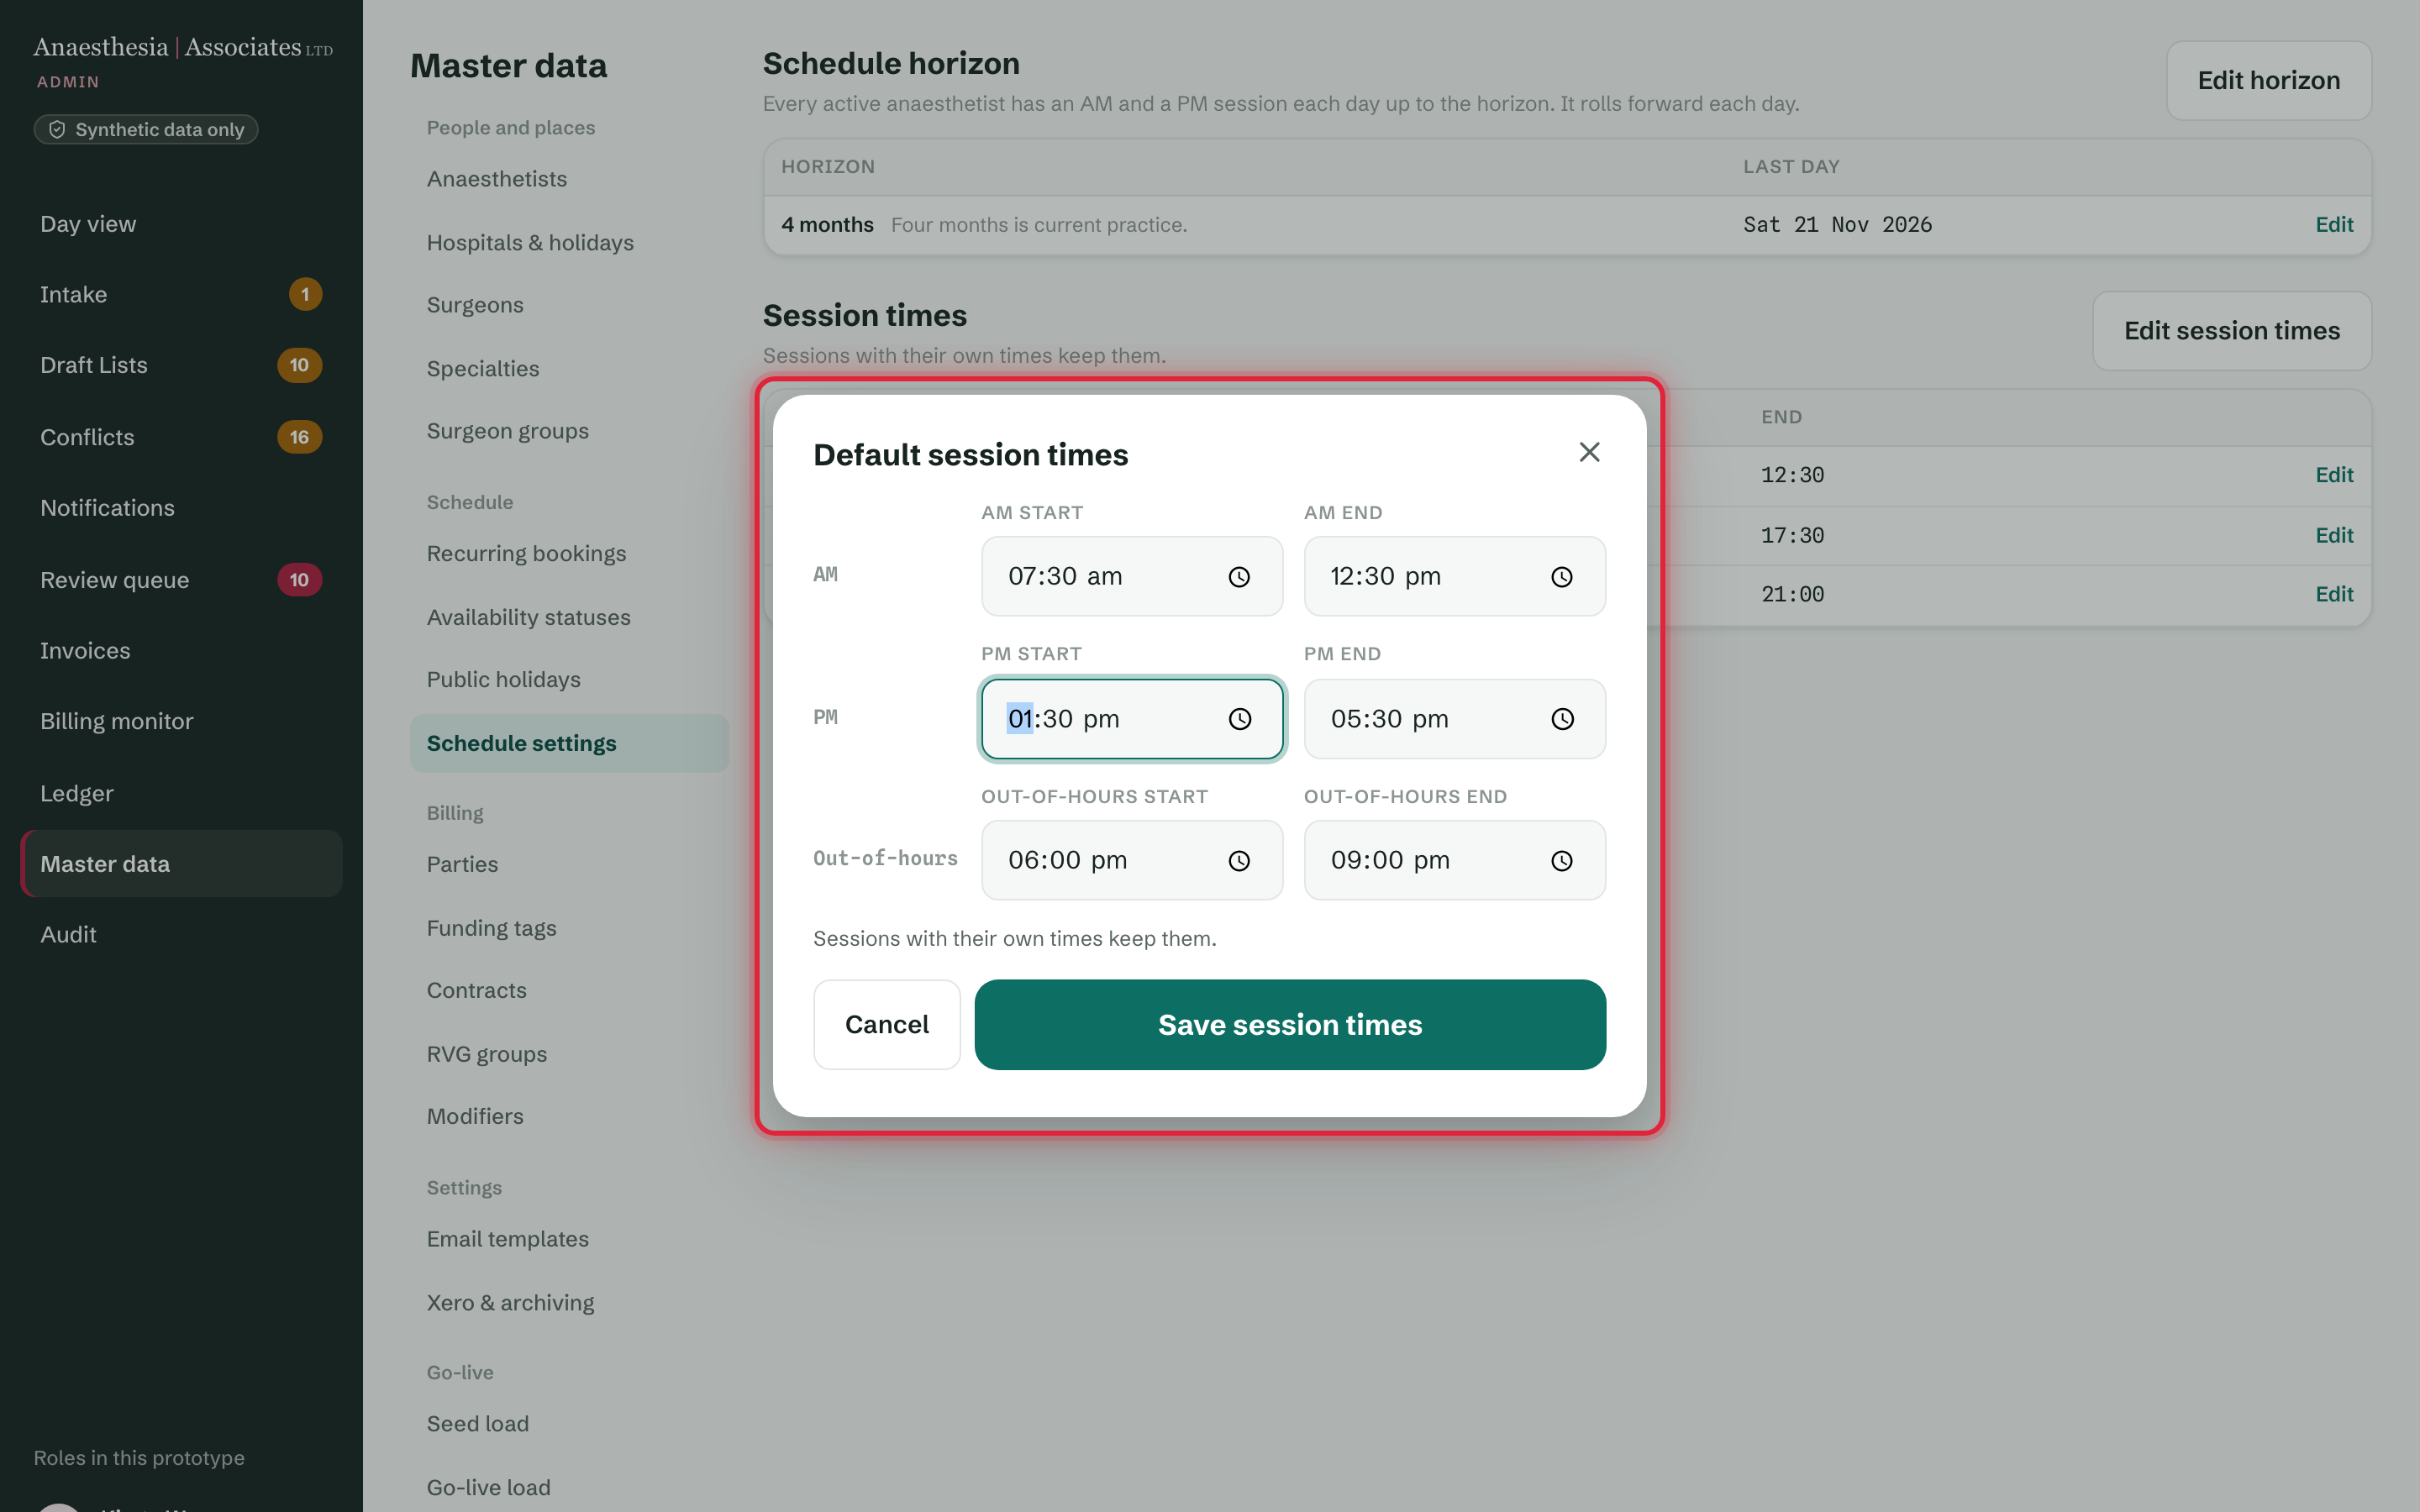 Anaesthesia | Associates LTD
ADMIN
Synthetic data only
Day view
Intake 1
Draft Lists 10
Conflicts 16
Notifications
Review queue 10
Invoices
Billing monitor
Ledger
Master data
Audit
Roles in this prototype
Master data
People and places
Anaesthetists
Hospitals & holidays
Surgeons
Specialties
Surgeon groups
Schedule
Recurring bookings
Availability statuses
Public holidays
Schedule settings
Billing
Parties
Funding tags
Contracts
RVG groups
Modifiers
Settings
Email templates
Xero & archiving
Go-live
Seed load
Go-live load
Schedule horizon
Every active anaesthetist has an AM and a PM session each day up to the horizon. It rolls forward each day.
Edit horizon
HORIZON LAST DAY
4 months Four months is current practice. Sat 21 Nov 2026 Edit
Session times
Sessions with their own times keep them.
Edit session times
END
12:30 Edit
17:30 Edit
21:00 Edit
Default session times
AM START AM END
AM 07:30 am 12:30 pm
PM START PM END
PM 01:30 pm 05:30 pm
OUT-OF-HOURS START OUT-OF-HOURS END
Out-of-hours 06:00 pm 09:00 pm
Sessions with their own times keep them.
Cancel Save session times